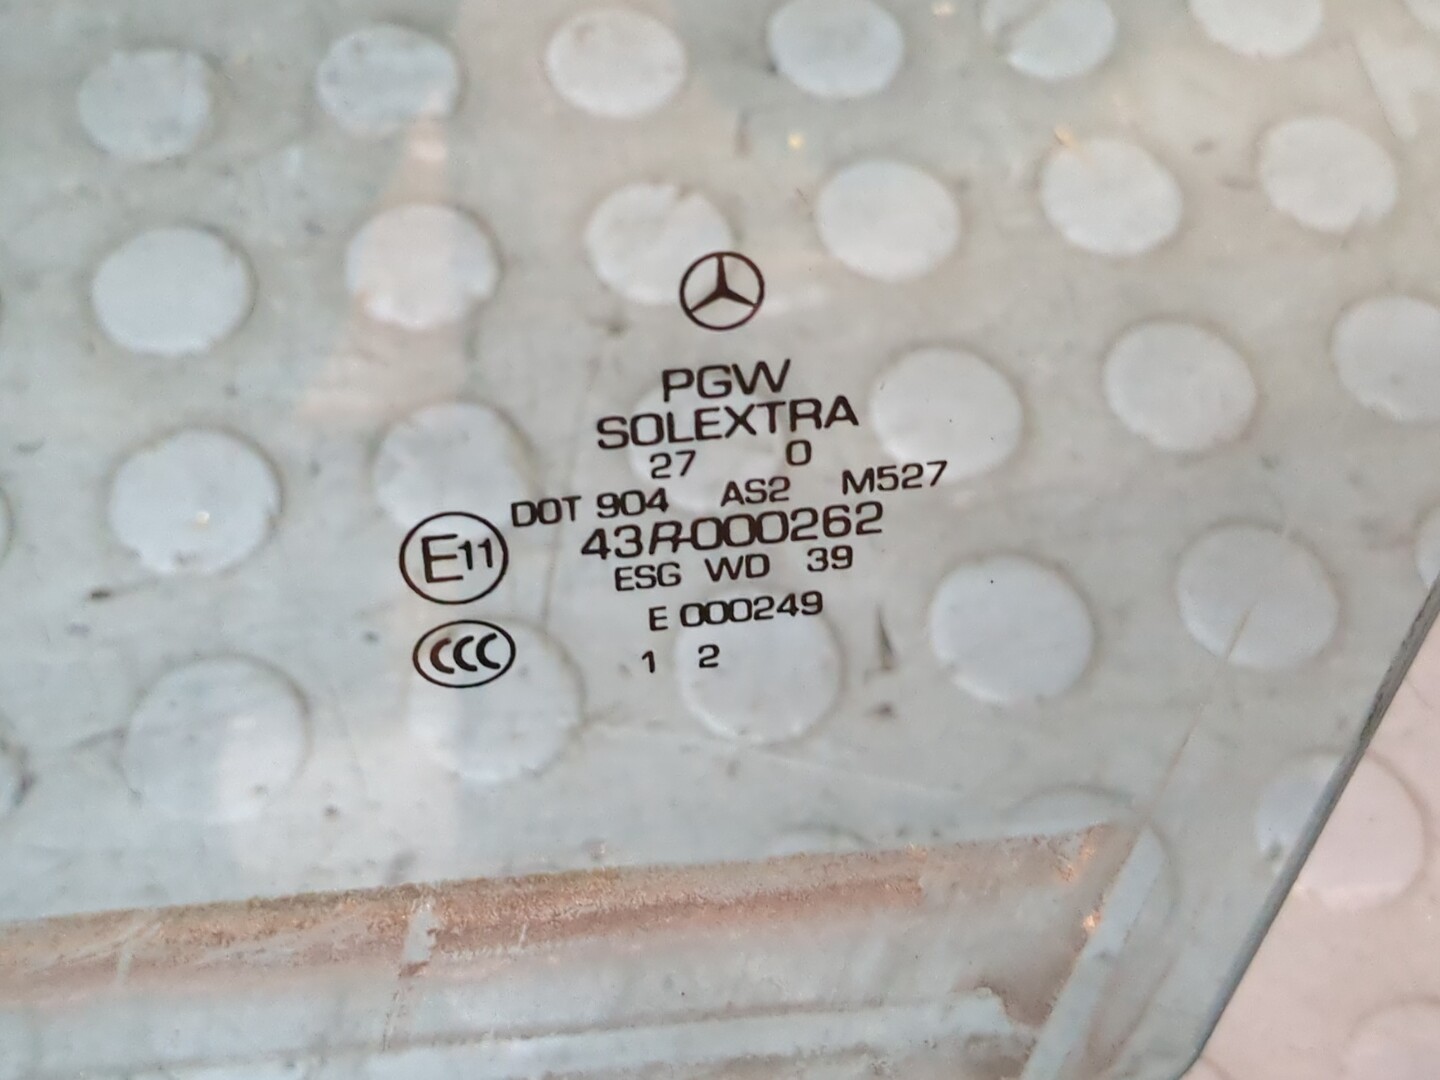 PGW
SOLEXTRA
27 0
DOT 904 AS2 M527
43R-000262
E11
ESG WD 39
E 000249
CCC
1 2